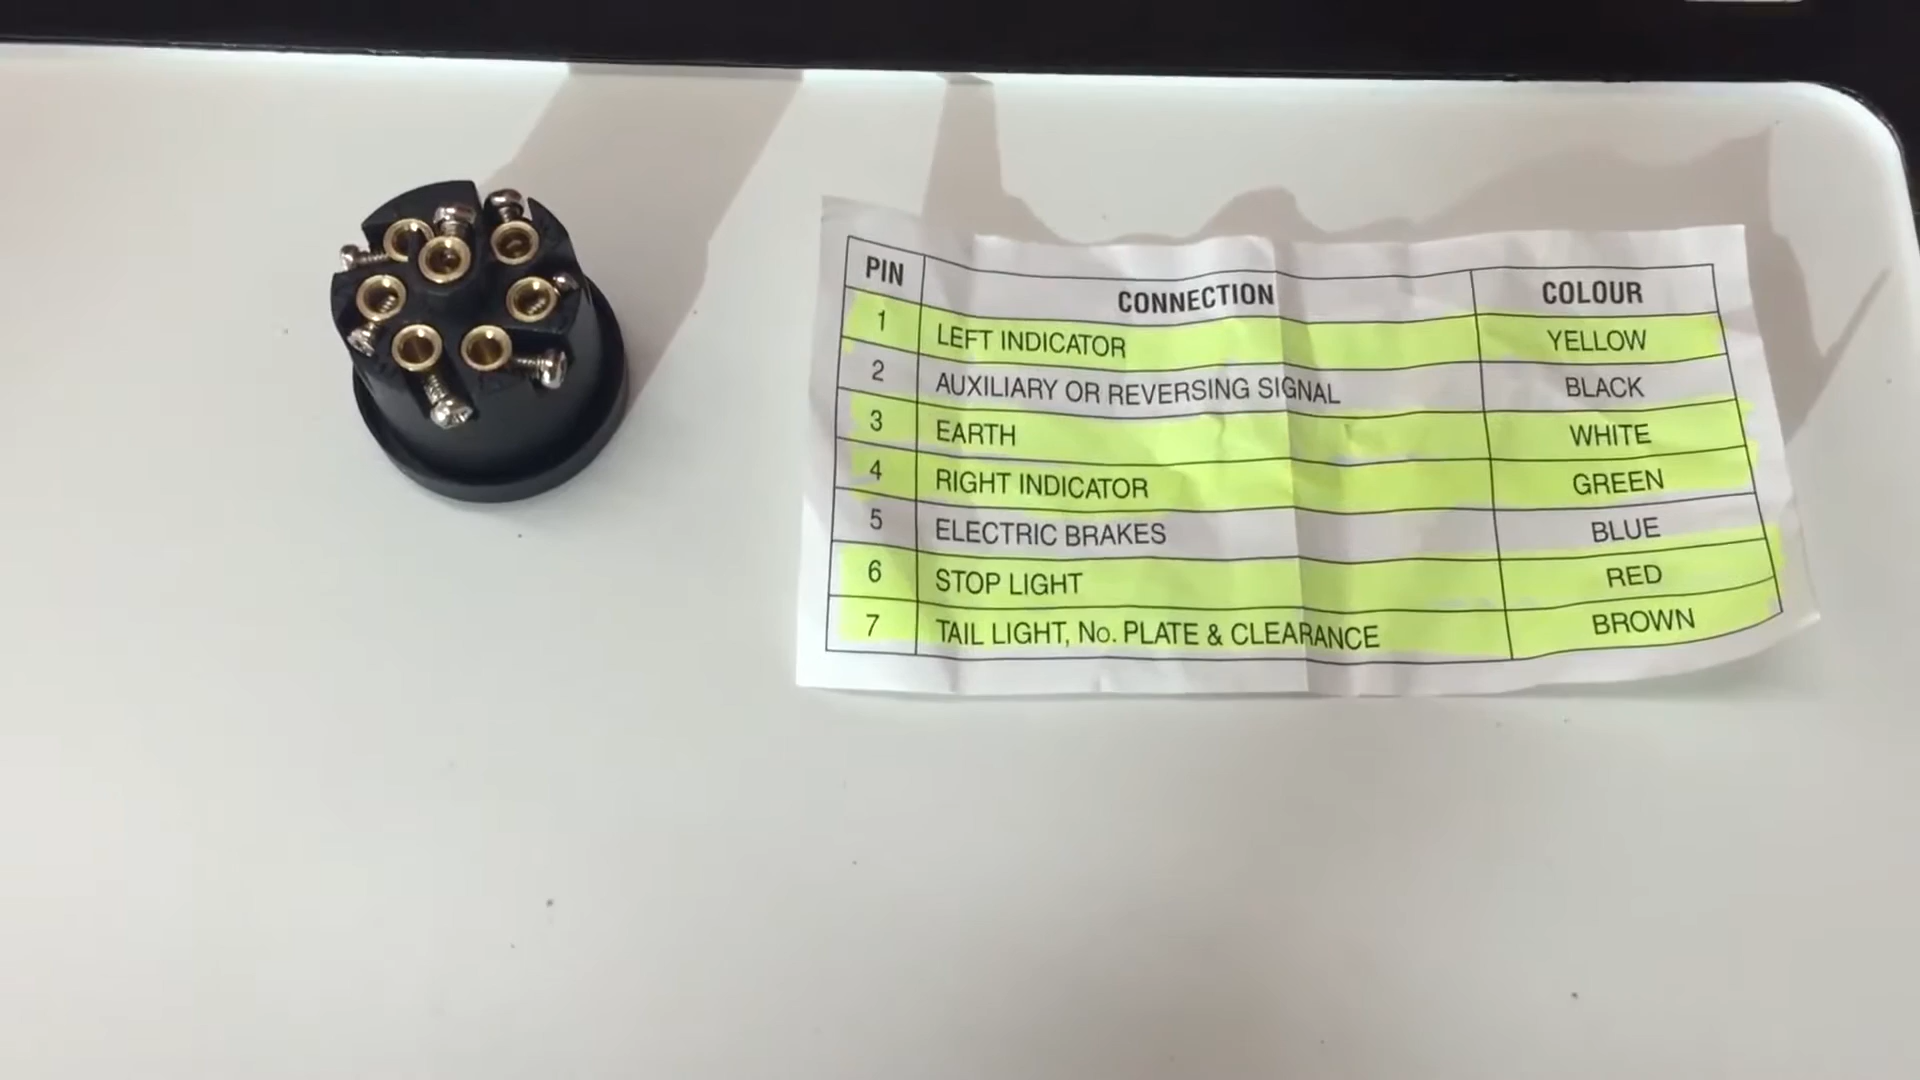 PIN CONNECTION COLOUR
1 LEFT INDICATOR YELLOW
2 AUXILIARY OR REVERSING SIGNAL BLACK
3 EARTH WHITE
4 RIGHT INDICATOR GREEN
5 ELECTRIC BRAKES BLUE
6 STOP LIGHT RED
7 TAIL LIGHT, No. PLATE & CLEARANCE BROWN